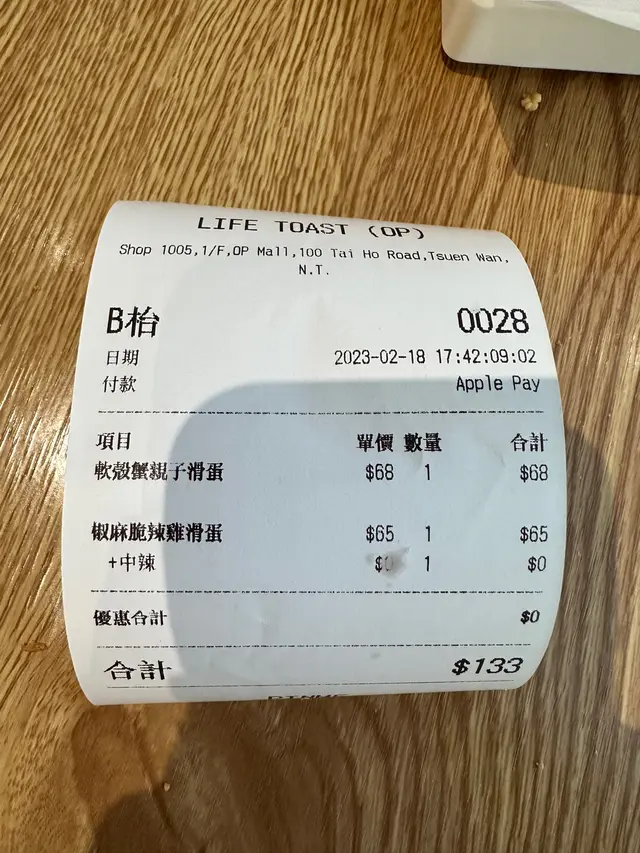 LIFE TOAST (OP)
Shop 1005,1/F,OP Mall,100 Tai Ho Road,Tsuen Wan,
N.T.
B枱 0028
日期 2023-02-18 17:42:09:02
付款 Apple Pay
項目 單價 數量 合計
軟殼蟹親子滑蛋 $68 1 $68
椒麻脆辣雞滑蛋 $65 1 $65
+中辣 $0 1 $0
優惠合計 $0
合計 $133